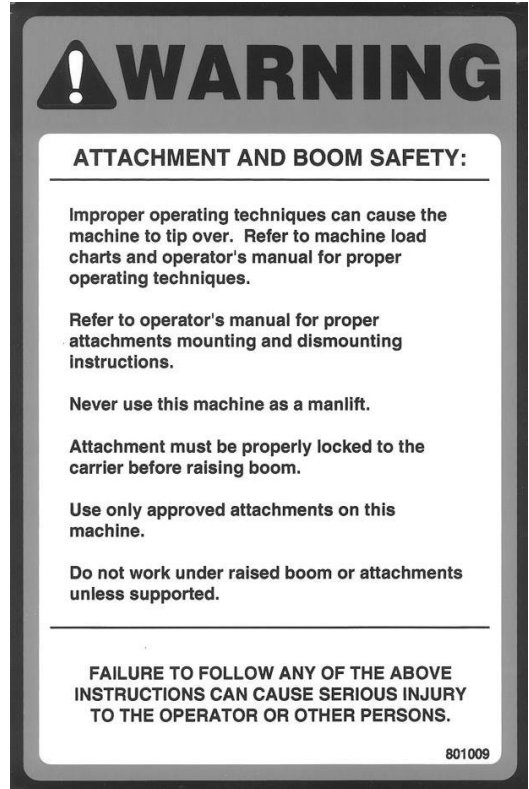 WARNING
ATTACHMENT AND BOOM SAFETY:
Improper operating techniques can cause the
machine to tip over.  Refer to machine load
charts and operator's manual for proper
operating techniques.
Refer to operator's manual for proper
attachments mounting and dismounting
instructions.
Never use this machine as a manlift.
Attachment must be properly locked to the
carrier before raising boom.
Use only approved attachments on this
machine.
Do not work under raised boom or attachments
unless supported.
FAILURE TO FOLLOW ANY OF THE ABOVE
INSTRUCTIONS CAN CAUSE SERIOUS INJURY
TO THE OPERATOR OR OTHER PERSONS.
801009